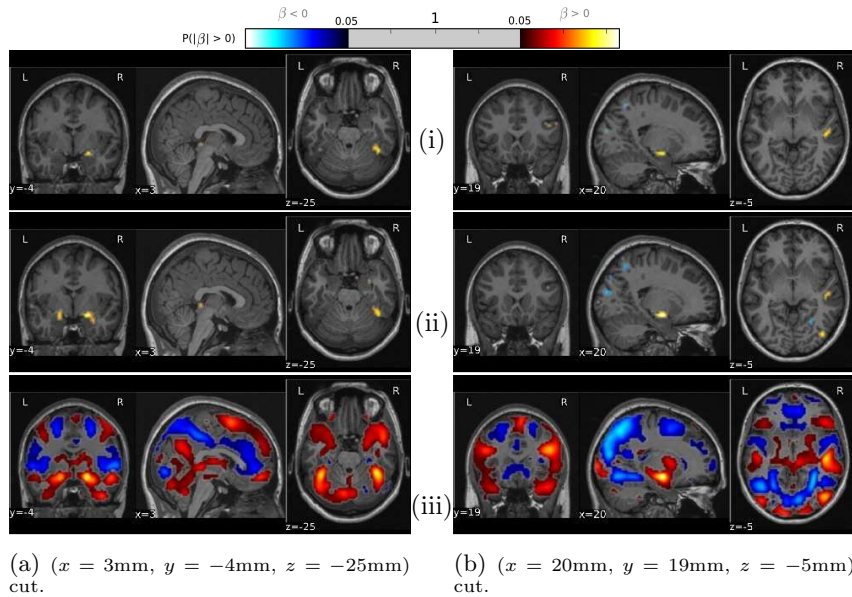 β < 0 0.05 1 0.05 β > 0
P(|β| > 0)
L R L R L R L R
y=-4 x=3 z=-25 (i) y=19 x=20 z=-5
L R L R L R L R
y=-4 x=3 z=-25 (ii) y=19 x=20 z=-5
L R L R L R L R
y=-4 x=3 z=-25 (iii) y=19 x=20 z=-5
(a) (x = 3mm, y = −4mm, z = −25mm) cut.
(b) (x = 20mm, y = 19mm, z = −5mm) cut.